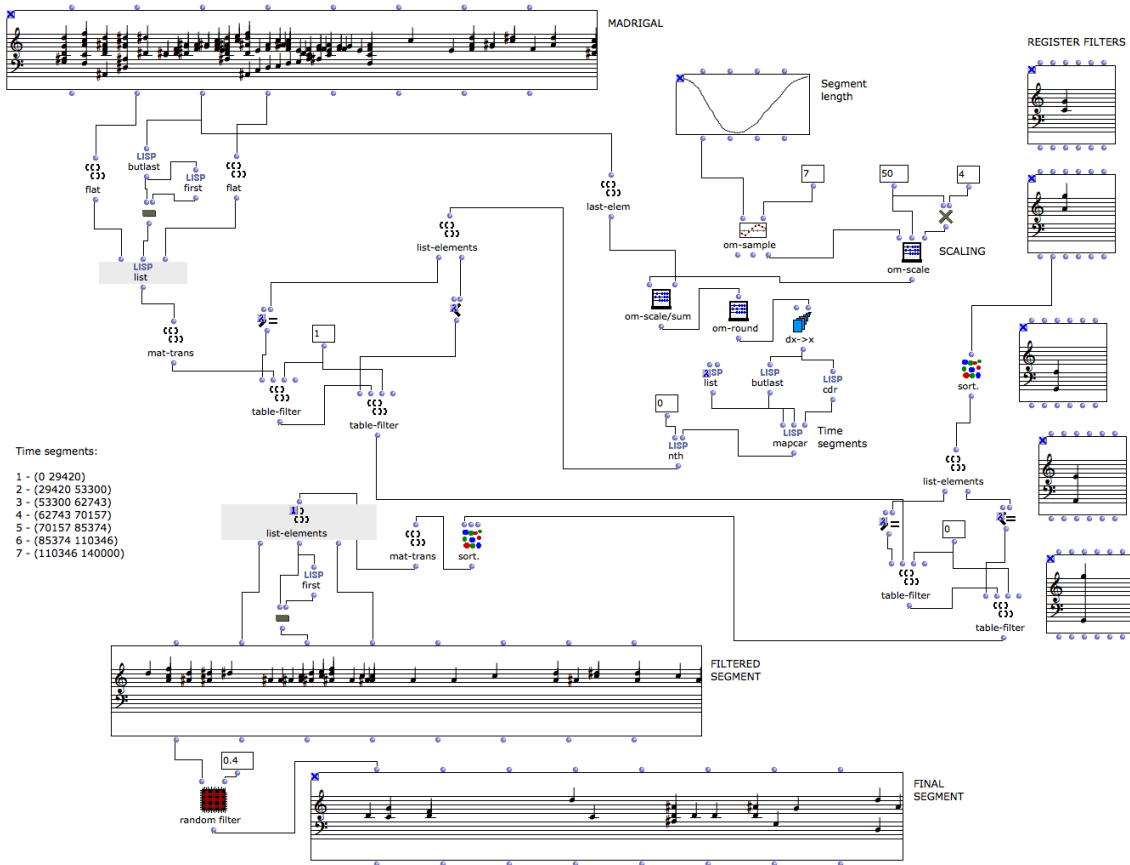 MADRIGAL
REGISTER FILTERS
Segment
length
LISP
butlast
LISP
first
flat
flat
7
50
4
last-elem
list-elements
om-sample
SCALING
om-scale
LISP
list
om-scale/sum
om-round
dx->x
1
mat-trans
LISP
list
LISP
butlast
LISP
cdr
sort.
table-filter
table-filter
0
LISP
nth
LISP
mapcar
Time
segments
Time segments:
1 - (0 29420)
2 - (29420 53300)
3 - (53300 62743)
4 - (62743 70157)
5 - (70157 85374)
6 - (85374 110346)
7 - (110346 140000)
list-elements
1
list-elements
mat-trans
sort.
0
LISP
first
table-filter
table-filter
FILTERED
SEGMENT
0.4
random filter
FINAL
SEGMENT